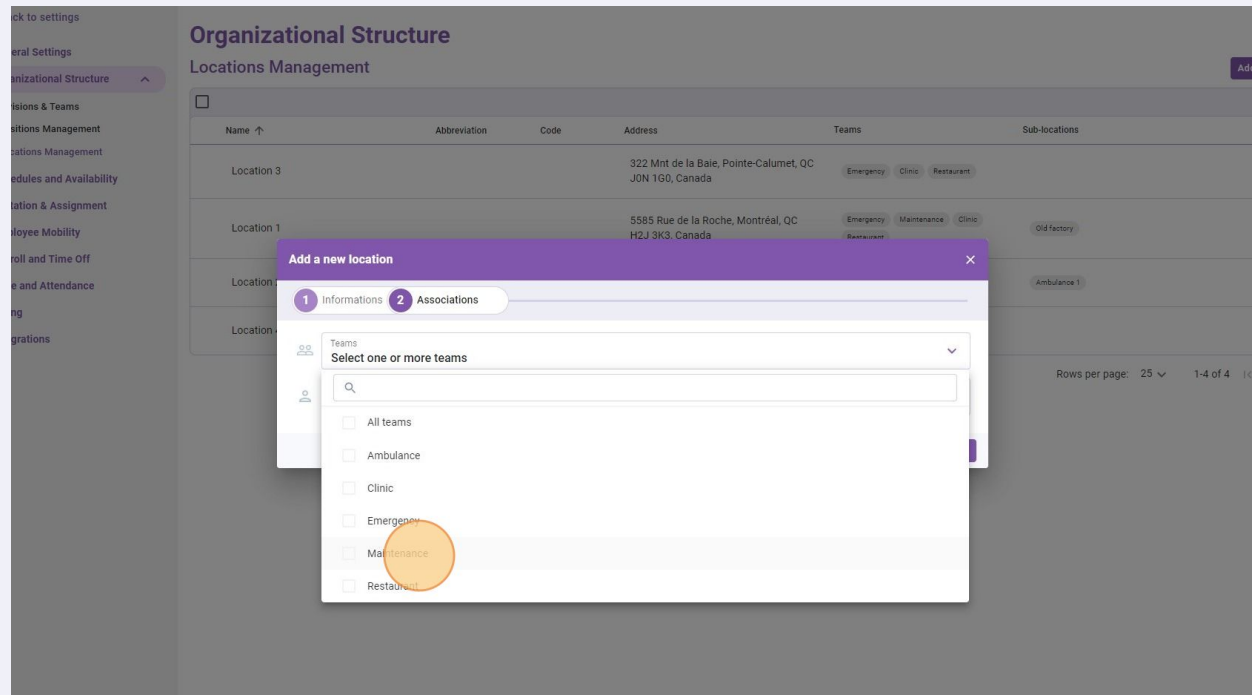 ck to settings
eral Settings
anizational Structure
isions & Teams
sitions Management
cations Management
edules and Availability
tation & Assignment
loyee Mobility
roll and Time Off
e and Attendance
ng
grations
Organizational Structure
Locations Management
Add
Name ↑ Abbreviation Code Address Teams Sub-locations
Location 3 322 Mnt de la Baie, Pointe-Calumet, QC J0N 1G0, Canada Emergency Clinic Restaurant
Location 1 5585 Rue de la Roche, Montréal, QC H2J 3K3, Canada Emergency Maintenance Clinic Restaurant Old factory
Location Ambulance 1
Location
Rows per page: 25 1-4 of 4
Add a new location
1 Informations 2 Associations
Teams
Select one or more teams
All teams
Ambulance
Clinic
Emergency
Maintenance
Restaurant